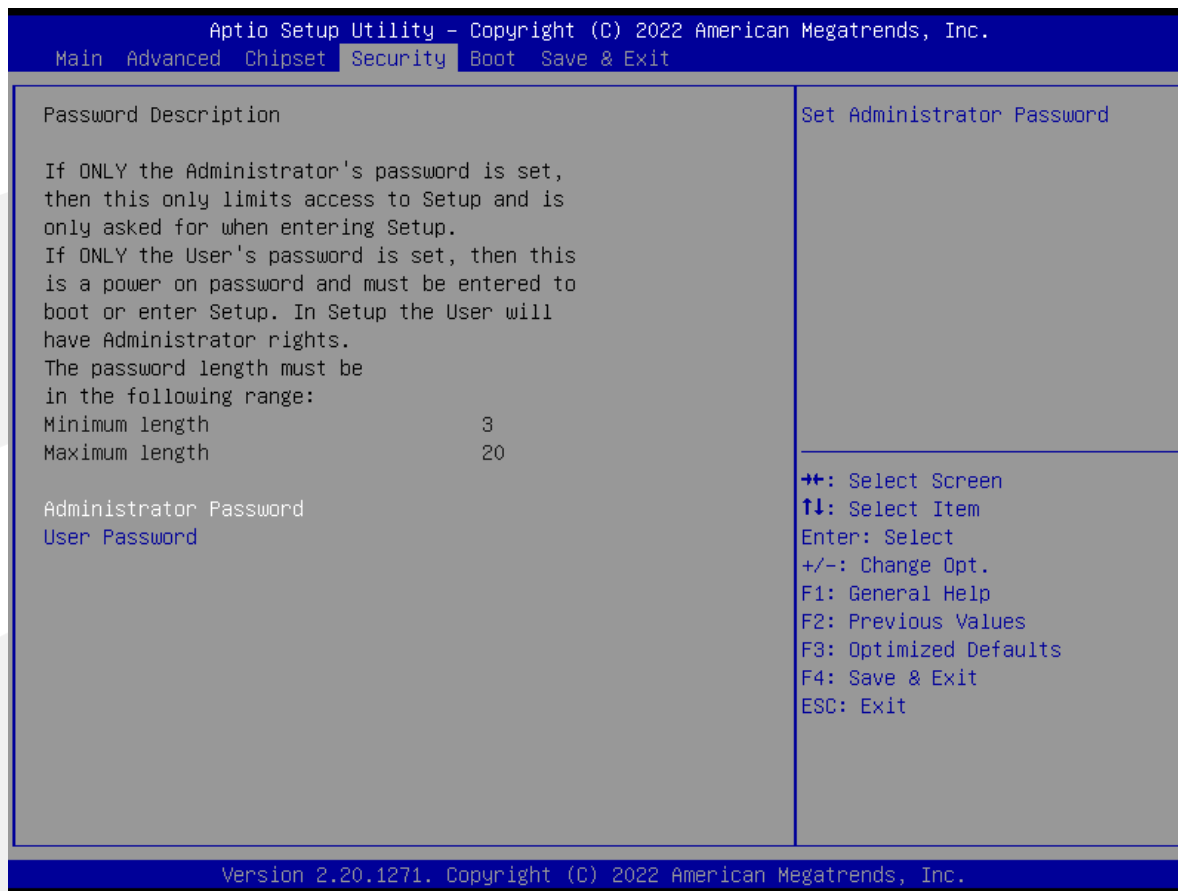 Aptio Setup Utility – Copyright (C) 2022 American Megatrends, Inc.
Main Advanced Chipset Security Boot Save & Exit
Password Description
If ONLY the Administrator's password is set,
then this only limits access to Setup and is
only asked for when entering Setup.
If ONLY the User's password is set, then this
is a power on password and must be entered to
boot or enter Setup. In Setup the User will
have Administrator rights.
The password length must be
in the following range:
Minimum length 3
Maximum length 20
Administrator Password
User Password
Set Administrator Password
→←: Select Screen
↑↓: Select Item
Enter: Select
+/-: Change Opt.
F1: General Help
F2: Previous Values
F3: Optimized Defaults
F4: Save & Exit
ESC: Exit
Version 2.20.1271. Copyright (C) 2022 American Megatrends, Inc.